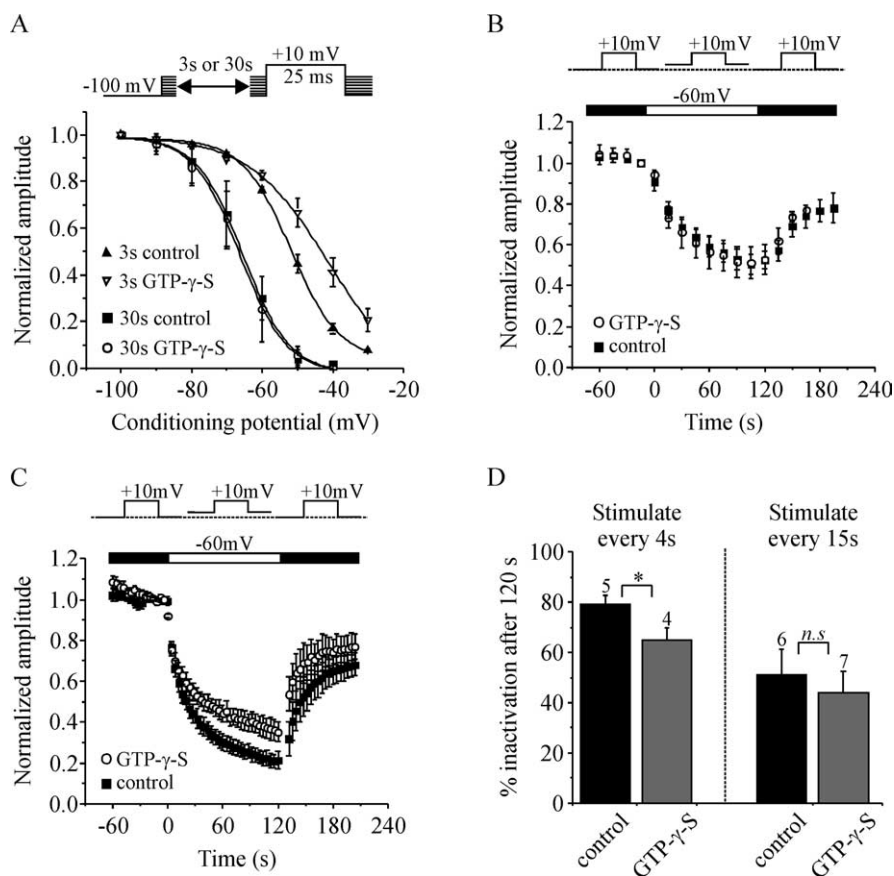 A
3s or 30s
+10 mV
25 ms
-100 mV
Normalized amplitude
1.0
0.8
0.6
0.4
0.2
0.0
3s control
3s GTP-γ-S
30s control
30s GTP-γ-S
-100 -80 -60 -40 -20
Conditioning potential (mV)
B
+10mV +10mV +10mV
-60mV
Normalized amplitude
1.2
1.0
0.8
0.6
0.4
0.2
0.0
GTP-γ-S
control
-60 0 60 120 180 240
Time (s)
C
+10mV +10mV +10mV
-60mV
Normalized amplitude
1.2
1.0
0.8
0.6
0.4
0.2
0.0
GTP-γ-S
control
-60 0 60 120 180 240
Time (s)
D
Stimulate every 4s
Stimulate every 15s
% inactivation after 120 s
100
80
60
40
20
0
5 * 4
6 n.s 7
control GTP-γ-S control GTP-γ-S